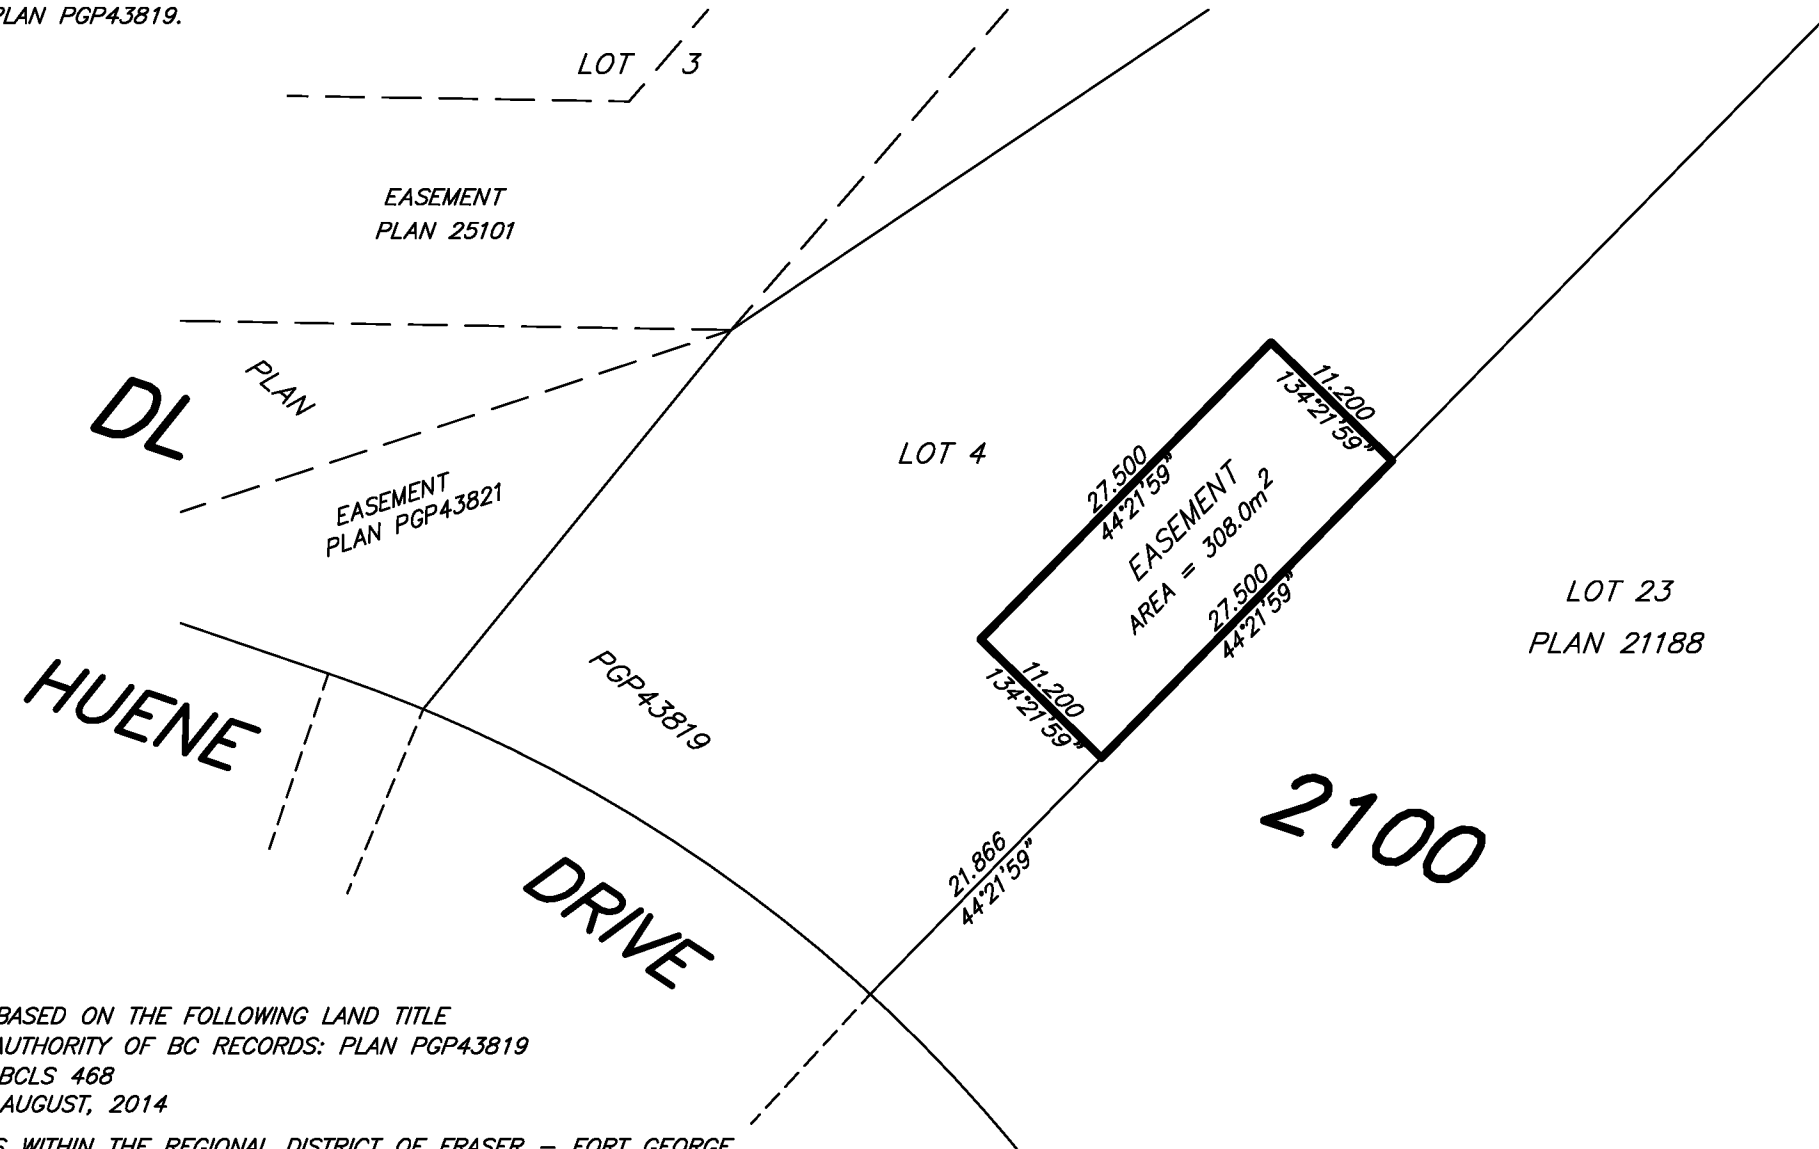 PLAN PGP43819.
LOT 3
EASEMENT
PLAN 25101
PLAN
DL
EASEMENT
PLAN PGP43821
LOT 4
11.200
134°21'59"
27.500
44°21'59"
EASEMENT
AREA = 308.0m²
27.500
44°21'59"
LOT 23
PLAN 21188
11.200
134°21'59"
PGP43819
HUENE
DRIVE
2100
21.866
44°21'59"
BASED ON THE FOLLOWING LAND TITLE
AUTHORITY OF BC RECORDS: PLAN PGP43819
BCLS 468
AUGUST, 2014
WITHIN THE REGIONAL DISTRICT OF FRASER – FORT GEORGE